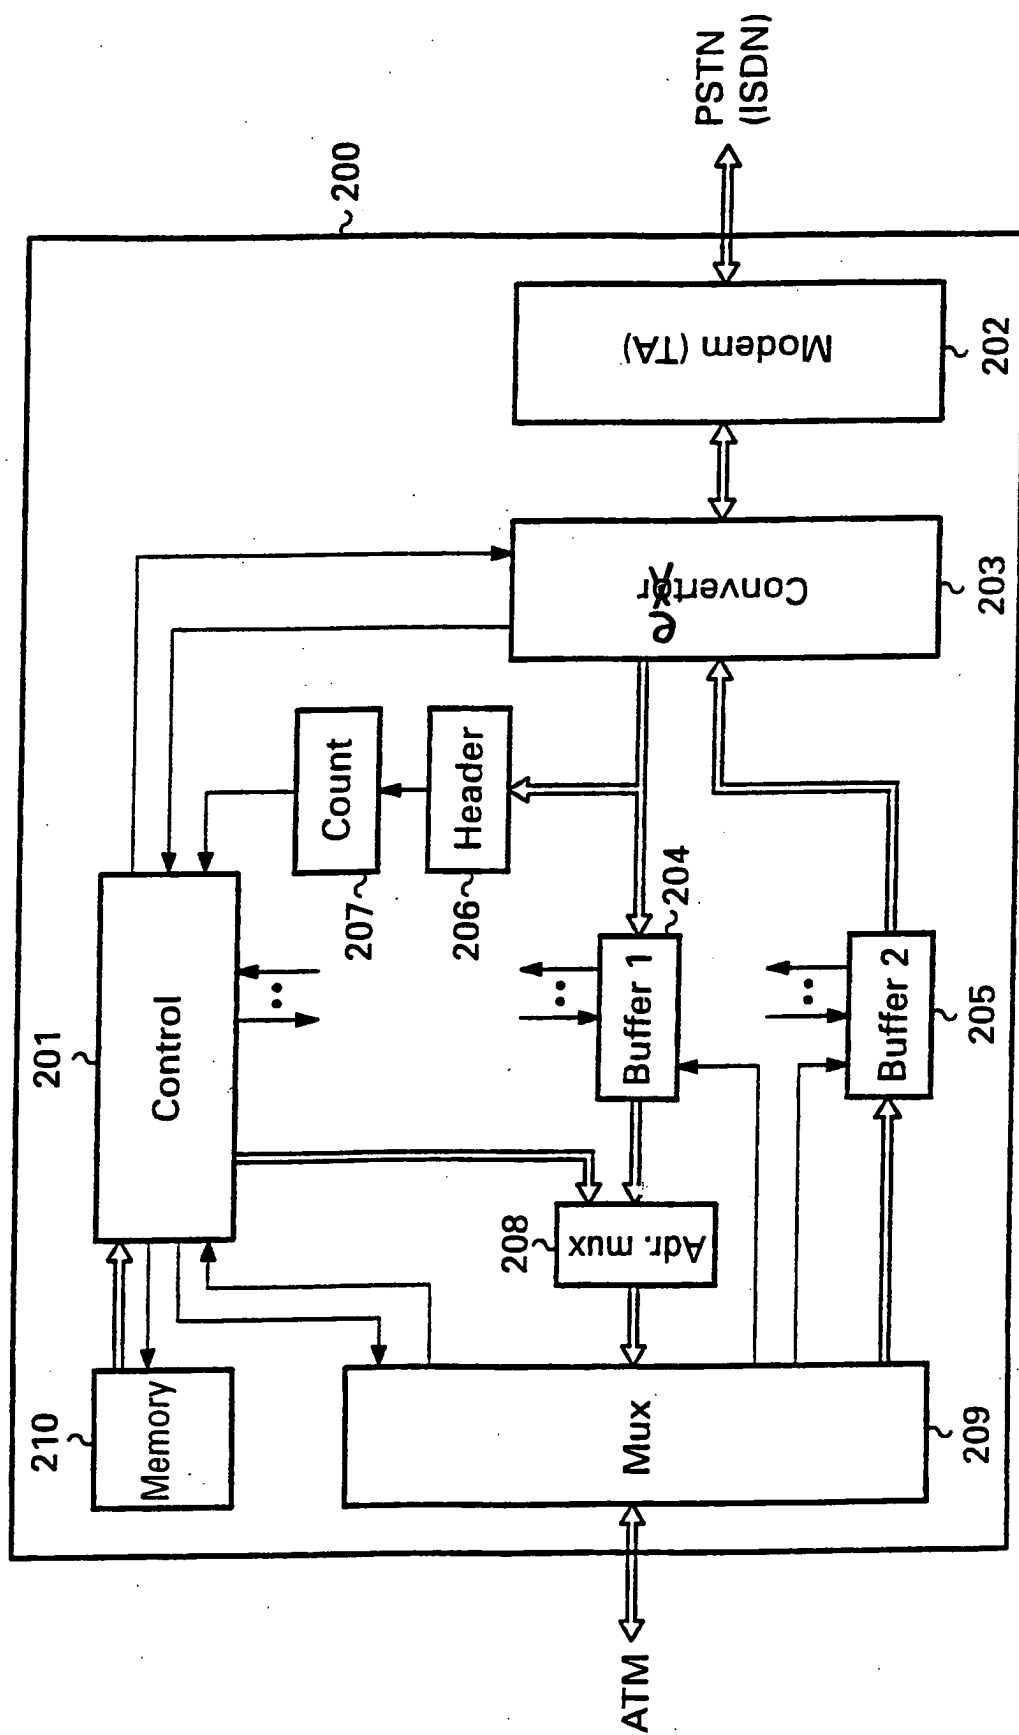 200
PSTN
(ISDN)
201
Control
210
Memory
Count
207
Header
206
204
Buffer 1
208
Adr. mux
Convertor
e
203
Modem (TA)
202
Buffer 2
205
Mux
209
ATM